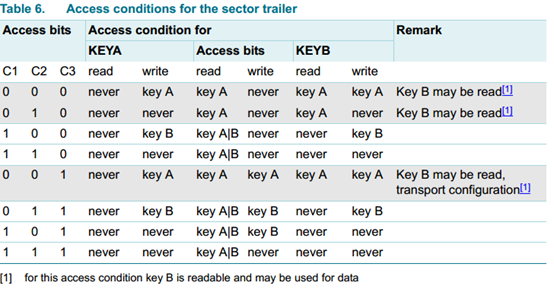 Table 6. Access conditions for the sector trailer
Access bits Access condition for Remark
KEYA Access bits KEYB
C1 C2 C3 read write read write read write
0 0 0 never key A key A never key A key A Key B may be read[1]
0 1 0 never never key A never key A never Key B may be read[1]
1 0 0 never key B key A|B never never key B
1 1 0 never never key A|B never never never
0 0 1 never key A key A key A key A key A Key B may be read,
transport configuration[1]
0 1 1 never key B key A|B key B never key B
1 0 1 never never key A|B key B never never
1 1 1 never never key A|B never never never
[1] for this access condition key B is readable and may be used for data